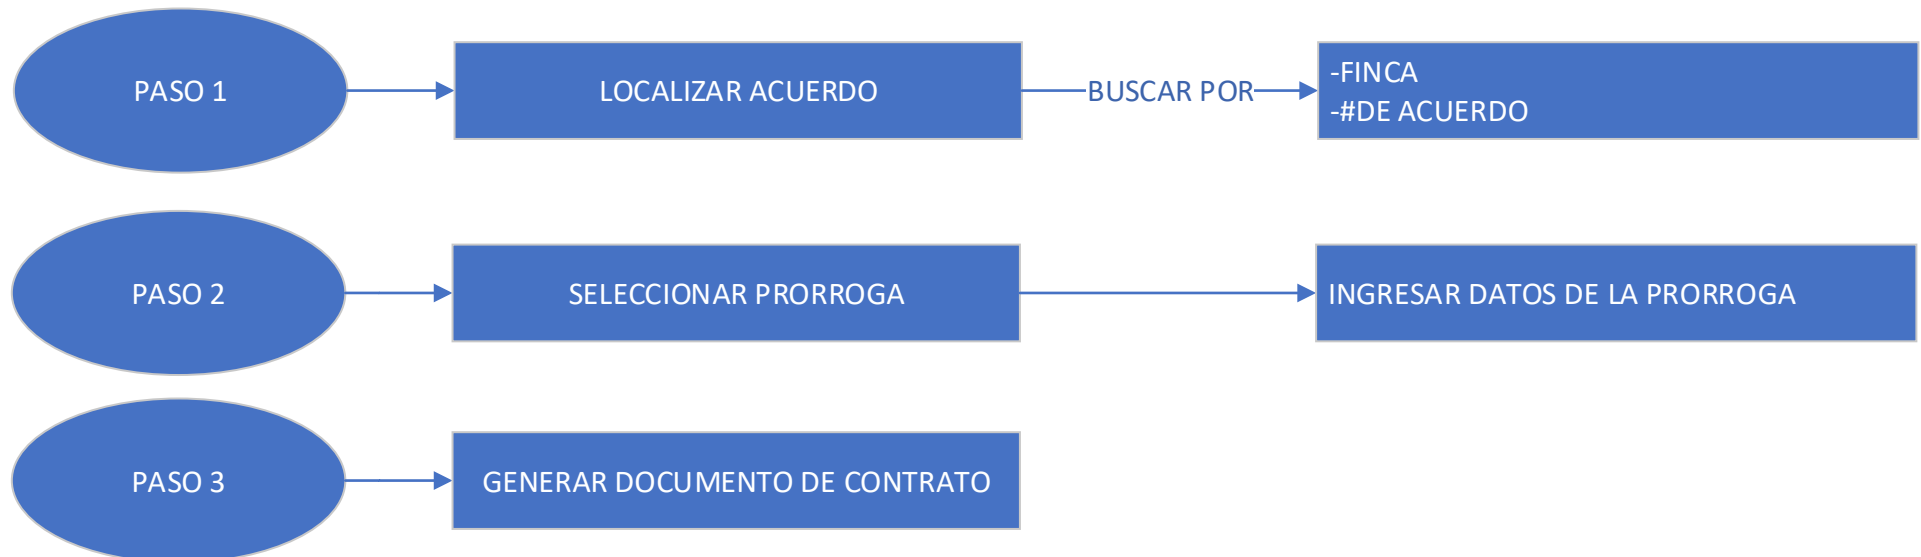 PASO 1
LOCALIZAR ACUERDO
BUSCAR POR
-FINCA
-#DE ACUERDO
PASO 2
SELECCIONAR PRORROGA
INGRESAR DATOS DE LA PRORROGA
PASO 3
GENERAR DOCUMENTO DE CONTRATO